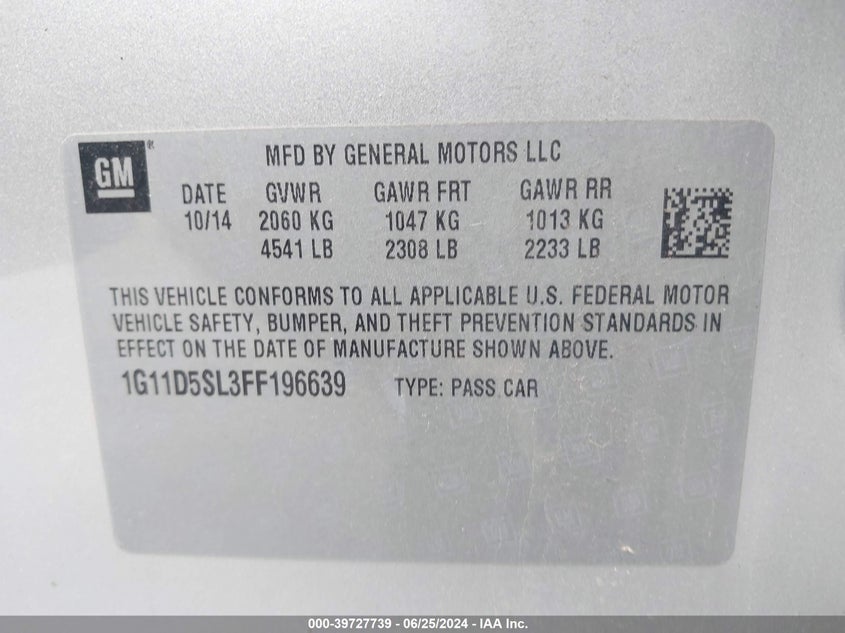 GM®
MFD BY GENERAL MOTORS LLC
DATE GVWR GAWR FRT GAWR RR
10/14 2060 KG 1047 KG 1013 KG
4541 LB 2308 LB 2233 LB
THIS VEHICLE CONFORMS TO ALL APPLICABLE U.S. FEDERAL MOTOR
VEHICLE SAFETY, BUMPER, AND THEFT PREVENTION STANDARDS IN
EFFECT ON THE DATE OF MANUFACTURE SHOWN ABOVE.
1G11D5SL3FF196639 TYPE: PASS CAR
000-39727739 - 06/25/2024 - IAA Inc.